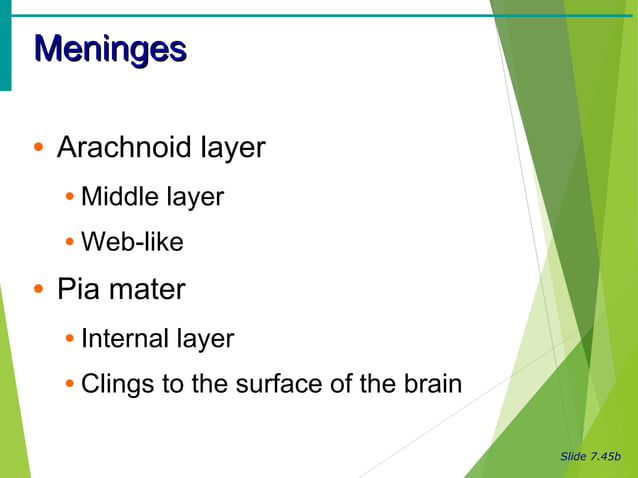 Meninges
• Arachnoid layer
• Middle layer
• Web-like
• Pia mater
• Internal layer
• Clings to the surface of the brain
Slide 7.45b